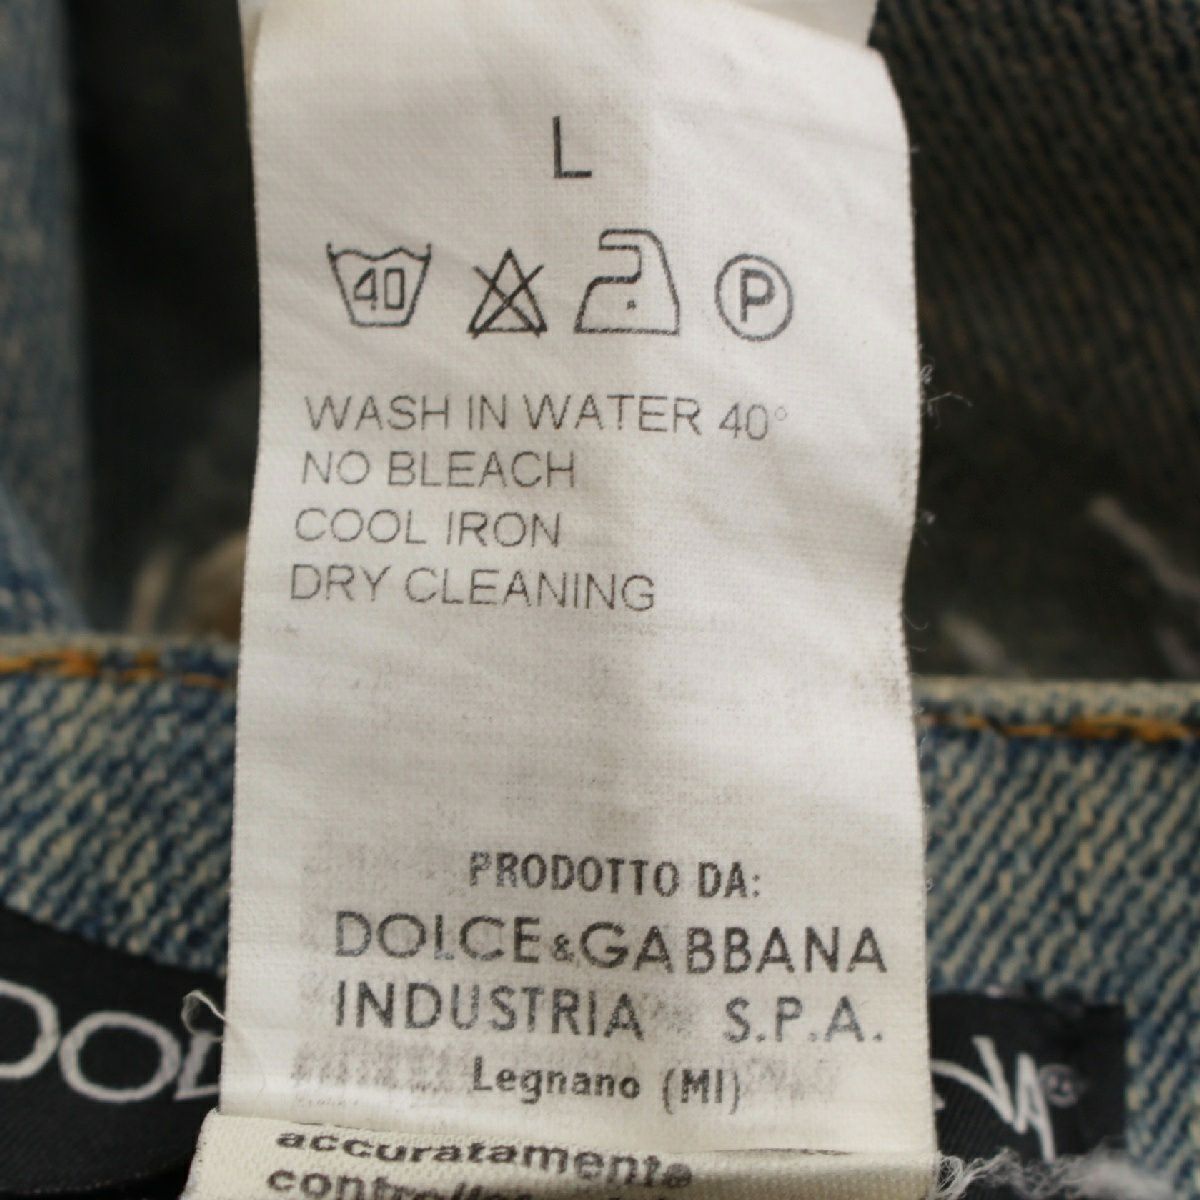 L
40 P
WASH IN WATER 40°
NO BLEACH
COOL IRON
DRY CLEANING
PRODOTTO DA:
DOLCE&GABBANA
INDUSTRIA S.P.A.
Legnano (MI)
accuratamente